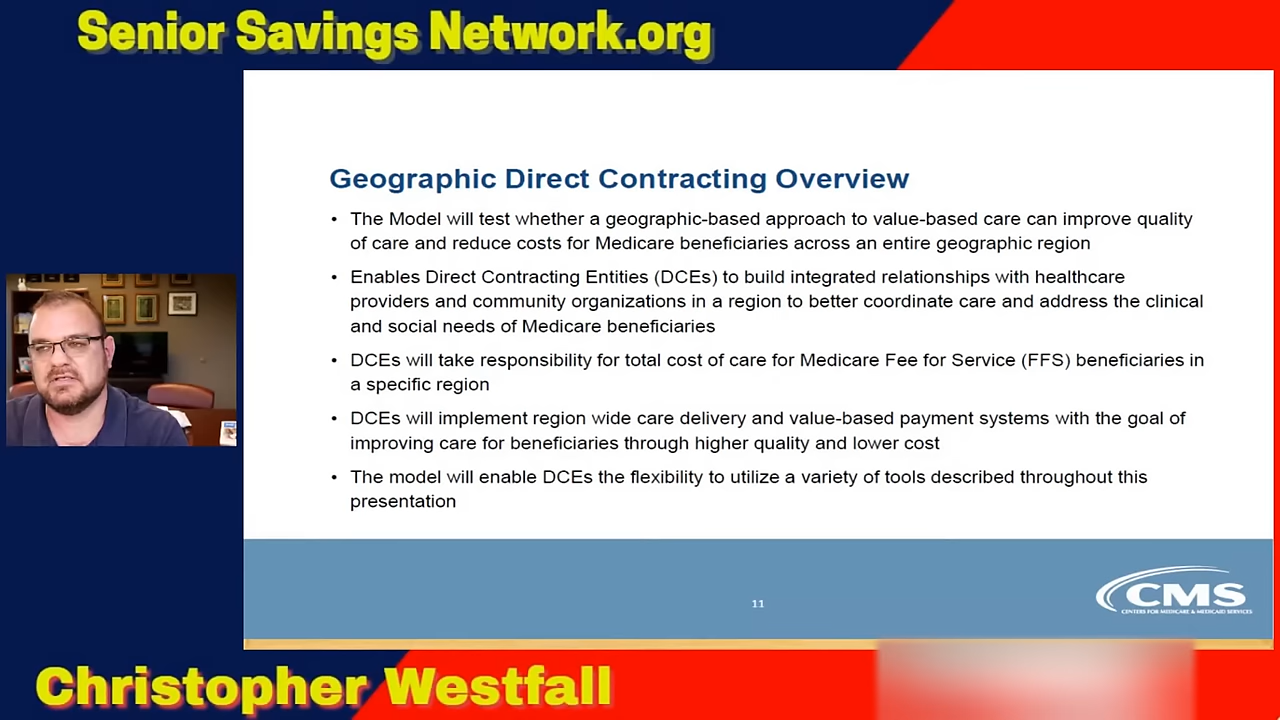 Senior Savings Network.org
Geographic Direct Contracting Overview
• The Model will test whether a geographic-based approach to value-based care can improve quality
of care and reduce costs for Medicare beneficiaries across an entire geographic region
• Enables Direct Contracting Entities (DCEs) to build integrated relationships with healthcare
providers and community organizations in a region to better coordinate care and address the clinical
and social needs of Medicare beneficiaries
• DCEs will take responsibility for total cost of care for Medicare Fee for Service (FFS) beneficiaries in
a specific region
• DCEs will implement region wide care delivery and value-based payment systems with the goal of
improving care for beneficiaries through higher quality and lower cost
• The model will enable DCEs the flexibility to utilize a variety of tools described throughout this
presentation
11
CMS
CENTERS FOR MEDICARE & MEDICAID SERVICES
Christopher Westfall